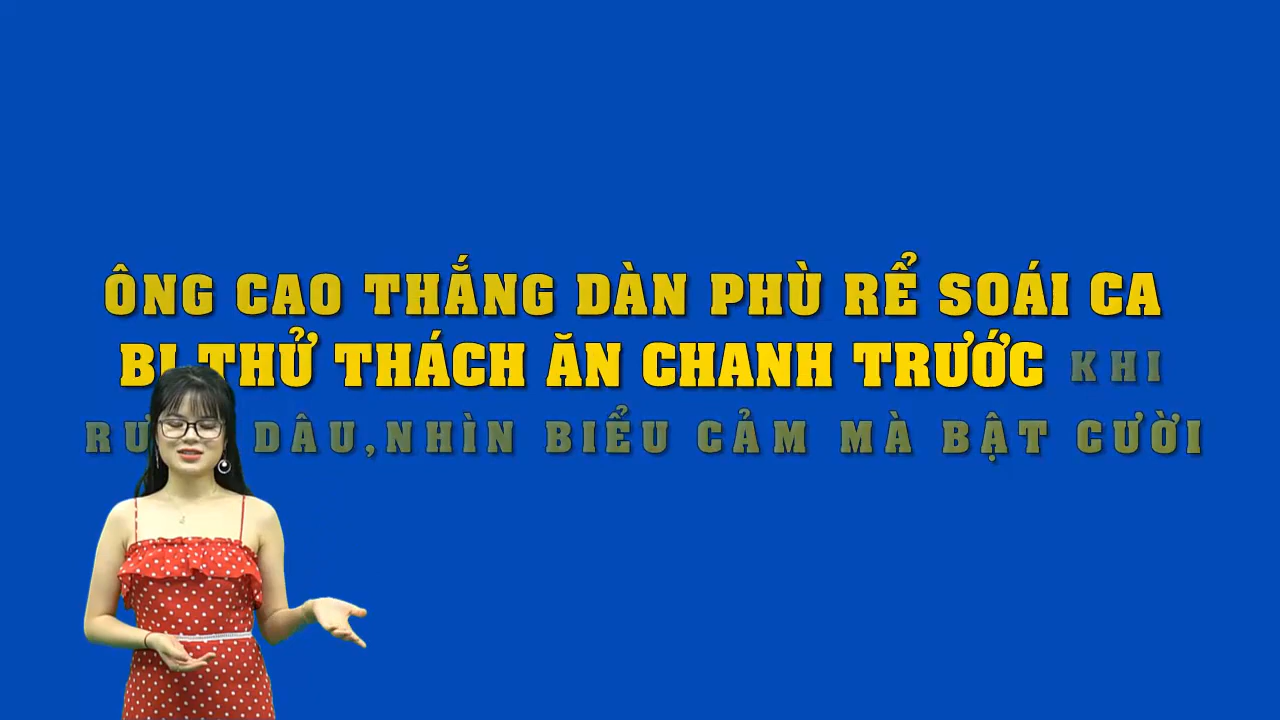 ÔNG CAO THẮNG DÀN PHÙ RỂ SOÁI CA
BỊ THỬ THÁCH ĂN CHANH TRƯỚC KHI
DÂU,NHÌN BIỂU CẢM MÀ BẬT CƯỜI